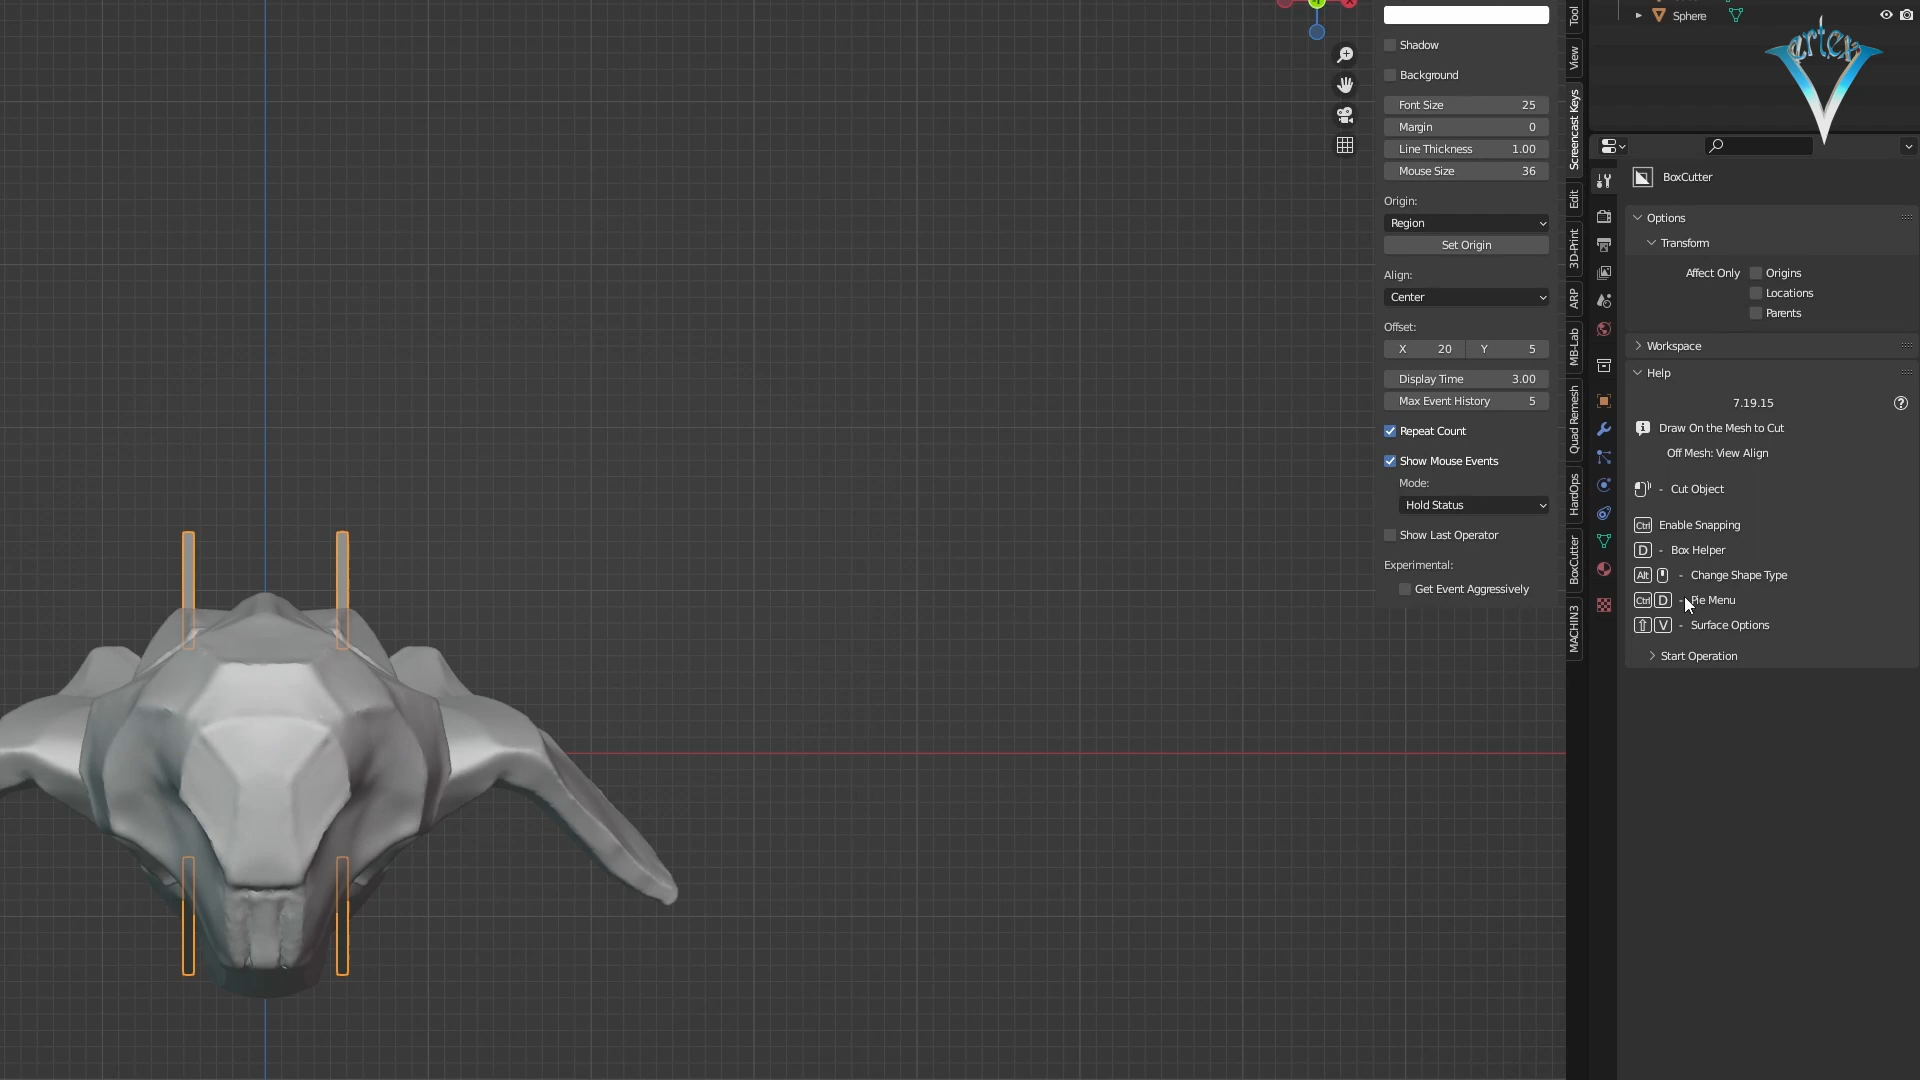 Sphere
artex
Tool
View
Screencast Keys
Edit
3D-Print
ARP
MB-Lab
Quad Remesh
HardOps
BoxCutter
MACHIN3
Shadow
Background
Font Size 25
Margin 0
Line Thickness 1.00
Mouse Size 36
Origin:
Region
Set Origin
Align:
Center
Offset:
X 20 Y 5
Display Time 3.00
Max Event History 5
Repeat Count
Show Mouse Events
Mode:
Hold Status
Show Last Operator
Experimental:
Get Event Aggressively
BoxCutter
Options
Transform
Affect Only Origins
Locations
Parents
Workspace
Help
7.19.15
Draw On the Mesh to Cut
Off Mesh: View Align
- Cut Object
Ctrl Enable Snapping
D - Box Helper
Alt - Change Shape Type
Ctrl D - Pie Menu
V - Surface Options
Start Operation